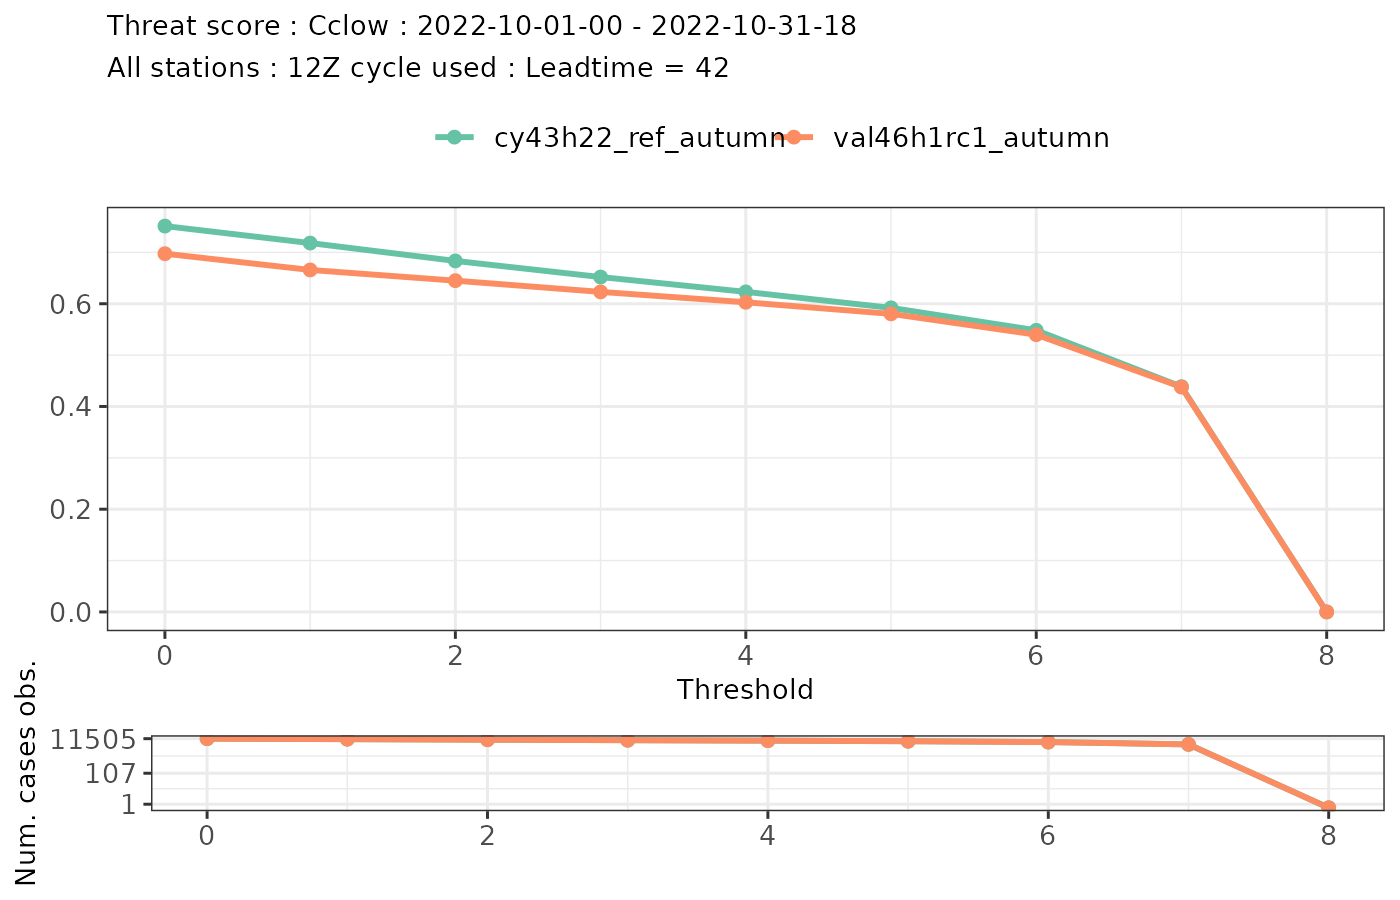 Threat score : Cclow : 2022-10-01-00 - 2022-10-31-18
All stations : 12Z cycle used : Leadtime = 42
cy43h22_ref_autumn val46h1rc1_autumn
0.6
0.4
0.2
0.0
0 2 4 6 8
Threshold
Num. cases obs.
11505
107
1
0 2 4 6 8